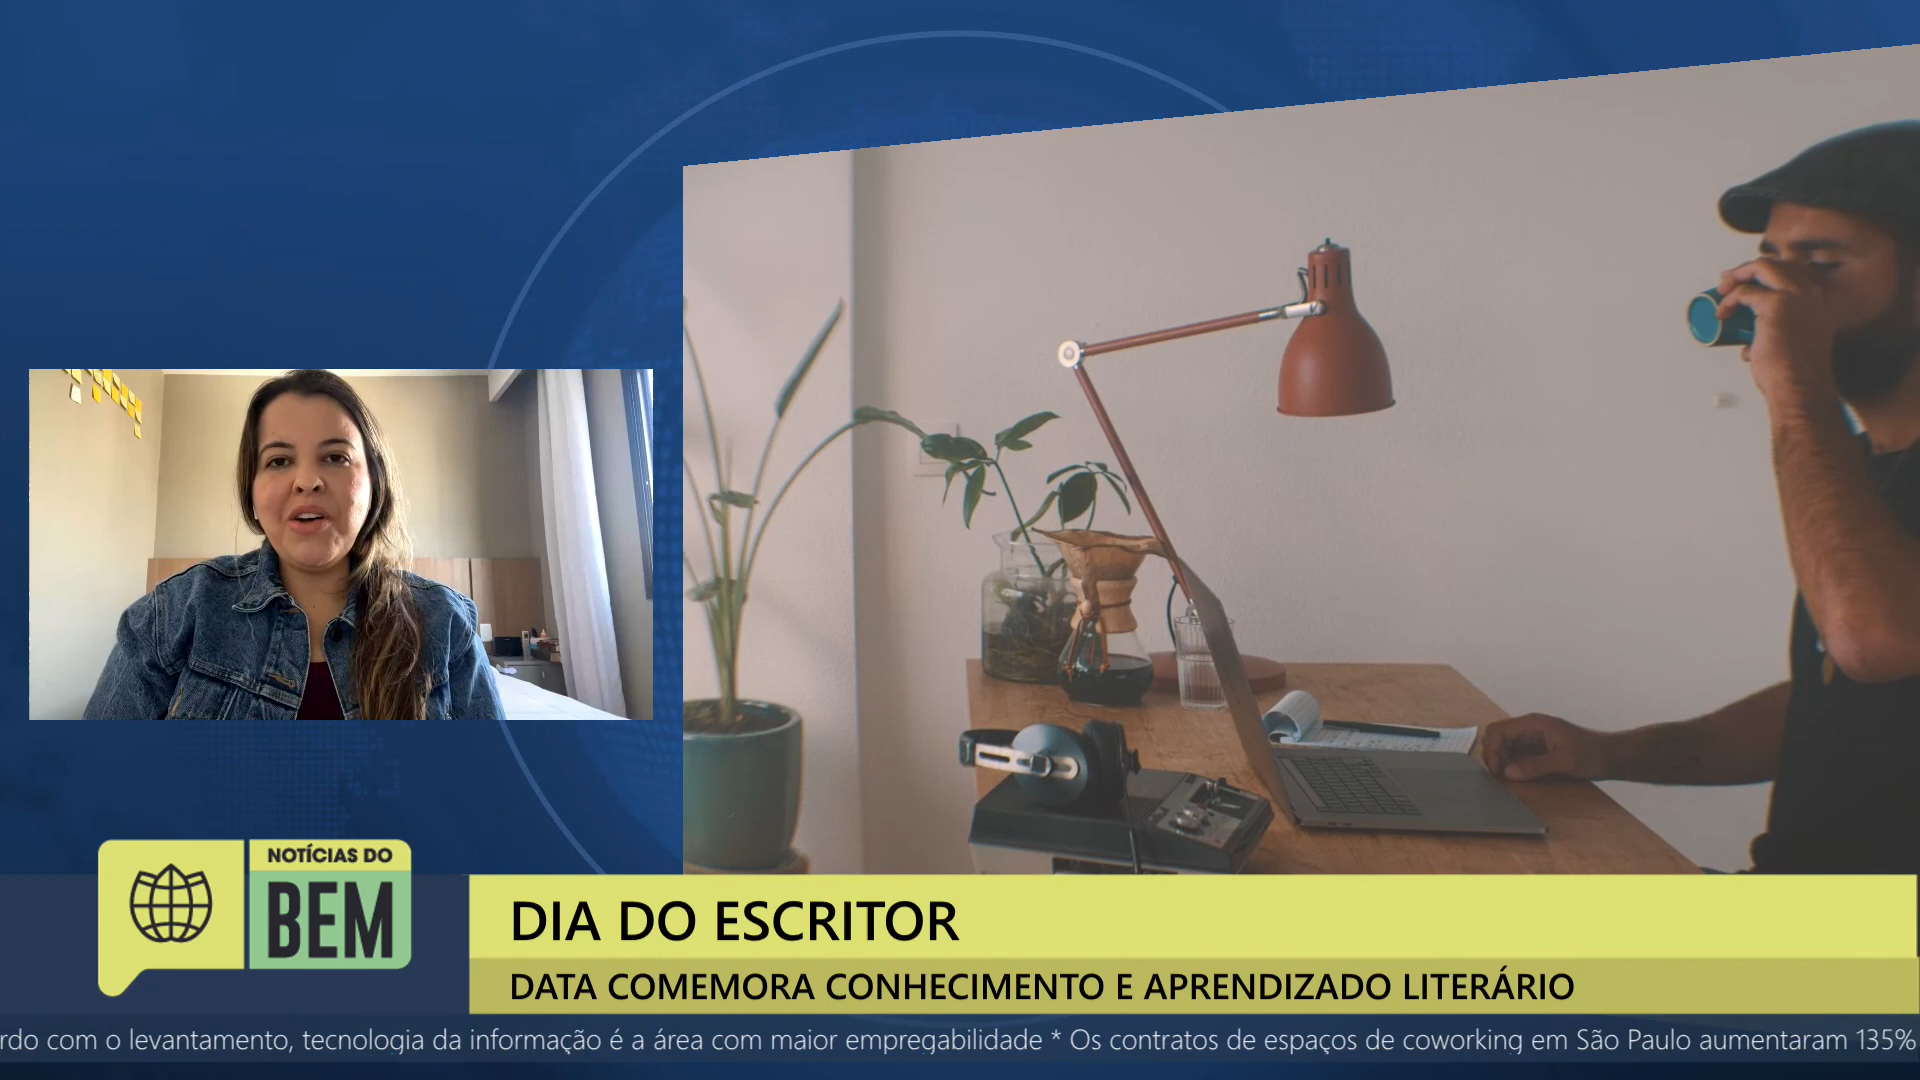 NOTÍCIAS DO
BEM
DIA DO ESCRITOR
DATA COMEMORA CONHECIMENTO E APRENDIZADO LITERÁRIO
rdo com o levantamento, tecnologia da informação é a área com maior empregabilidade * Os contratos de espaços de coworking em São Paulo aumentaram 135%